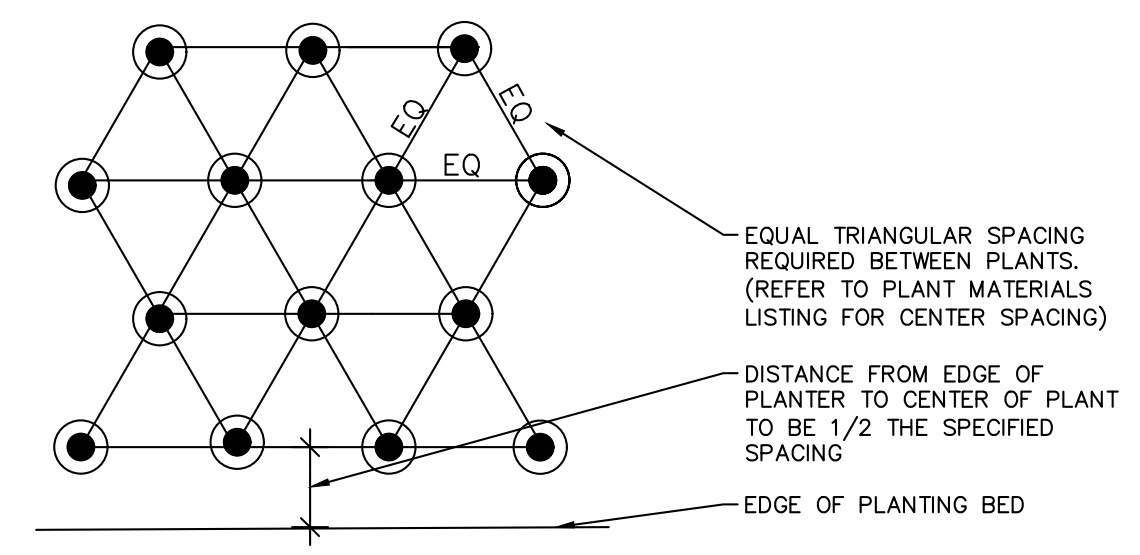 EQ
EQ
EQ
EQUAL TRIANGULAR SPACING
REQUIRED BETWEEN PLANTS.
(REFER TO PLANT MATERIALS
LISTING FOR CENTER SPACING)
DISTANCE FROM EDGE OF
PLANTER TO CENTER OF PLANT
TO BE 1/2 THE SPECIFIED
SPACING
EDGE OF PLANTING BED